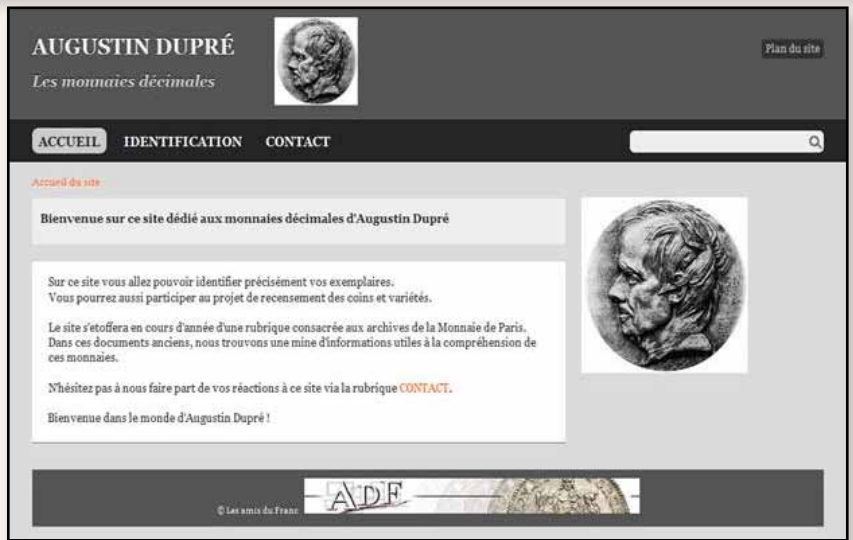 AUGUSTIN DUPRÉ
Les monnaies décimales
Plan du site
ACCUEIL IDENTIFICATION CONTACT
Accueil du site
Bienvenue sur ce site dédié aux monnaies décimales d'Augustin Dupré
Sur ce site vous allez pouvoir identifier précisément vos exemplaires.
Vous pourrez aussi participer au projet de recensement des coins et variétés.
Le site s'etoffera en cours d'année d'une rubrique consacrée aux archives de la Monnaie de Paris.
Dans ces documents anciens, nous trouvons une mine d'informations utiles à la compréhension de
ces monnaies.
N'hésitez pas à nous faire part de vos réactions à ce site via la rubrique CONTACT.
Bienvenue dans le monde d'Augustin Dupré !
© Les amis du Franc
ADF